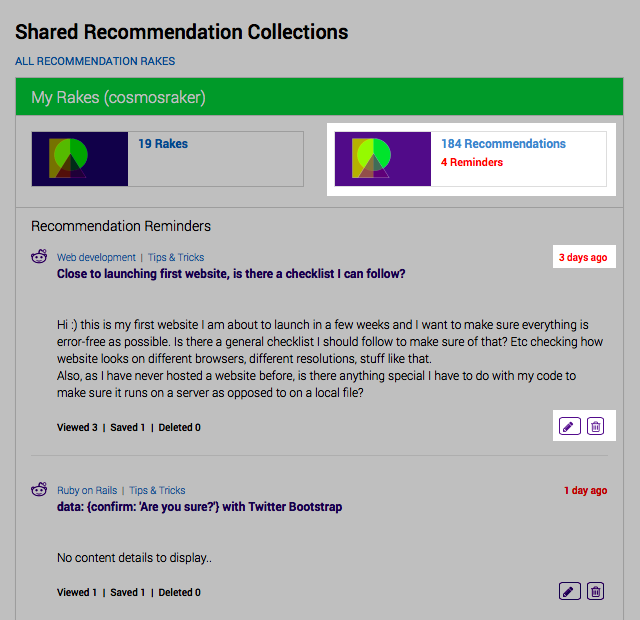 Shared Recommendation Collections
ALL RECOMMENDATION RAKES
My Rakes (cosmosraker)
19 Rakes
184 Recommendations
4 Reminders
Recommendation Reminders
Web development | Tips & Tricks
3 days ago
Close to launching first website, is there a checklist I can follow?
Hi :) this is my first website I am about to launch in a few weeks and I want to make sure everything is
error-free as possible. Is there a general checklist I should follow to make sure of that? Etc checking how
website looks on different browsers, different resolutions, stuff like that.
Also, as I have never hosted a website before, is there anything special I have to do with my code to
make sure it runs on a server as opposed to on a local file?
Viewed 3 | Saved 1 | Deleted 0
Ruby on Rails | Tips & Tricks
1 day ago
data: {confirm: 'Are you sure?'} with Twitter Bootstrap
No content details to display..
Viewed 1 | Saved 1 | Deleted 0